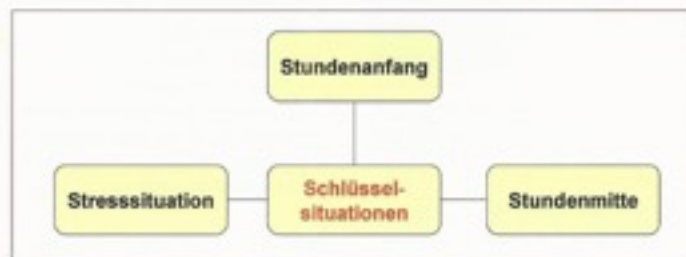 Stundenanfang
Stresssituation
Schlüssel-
situationen
Stundenmitte